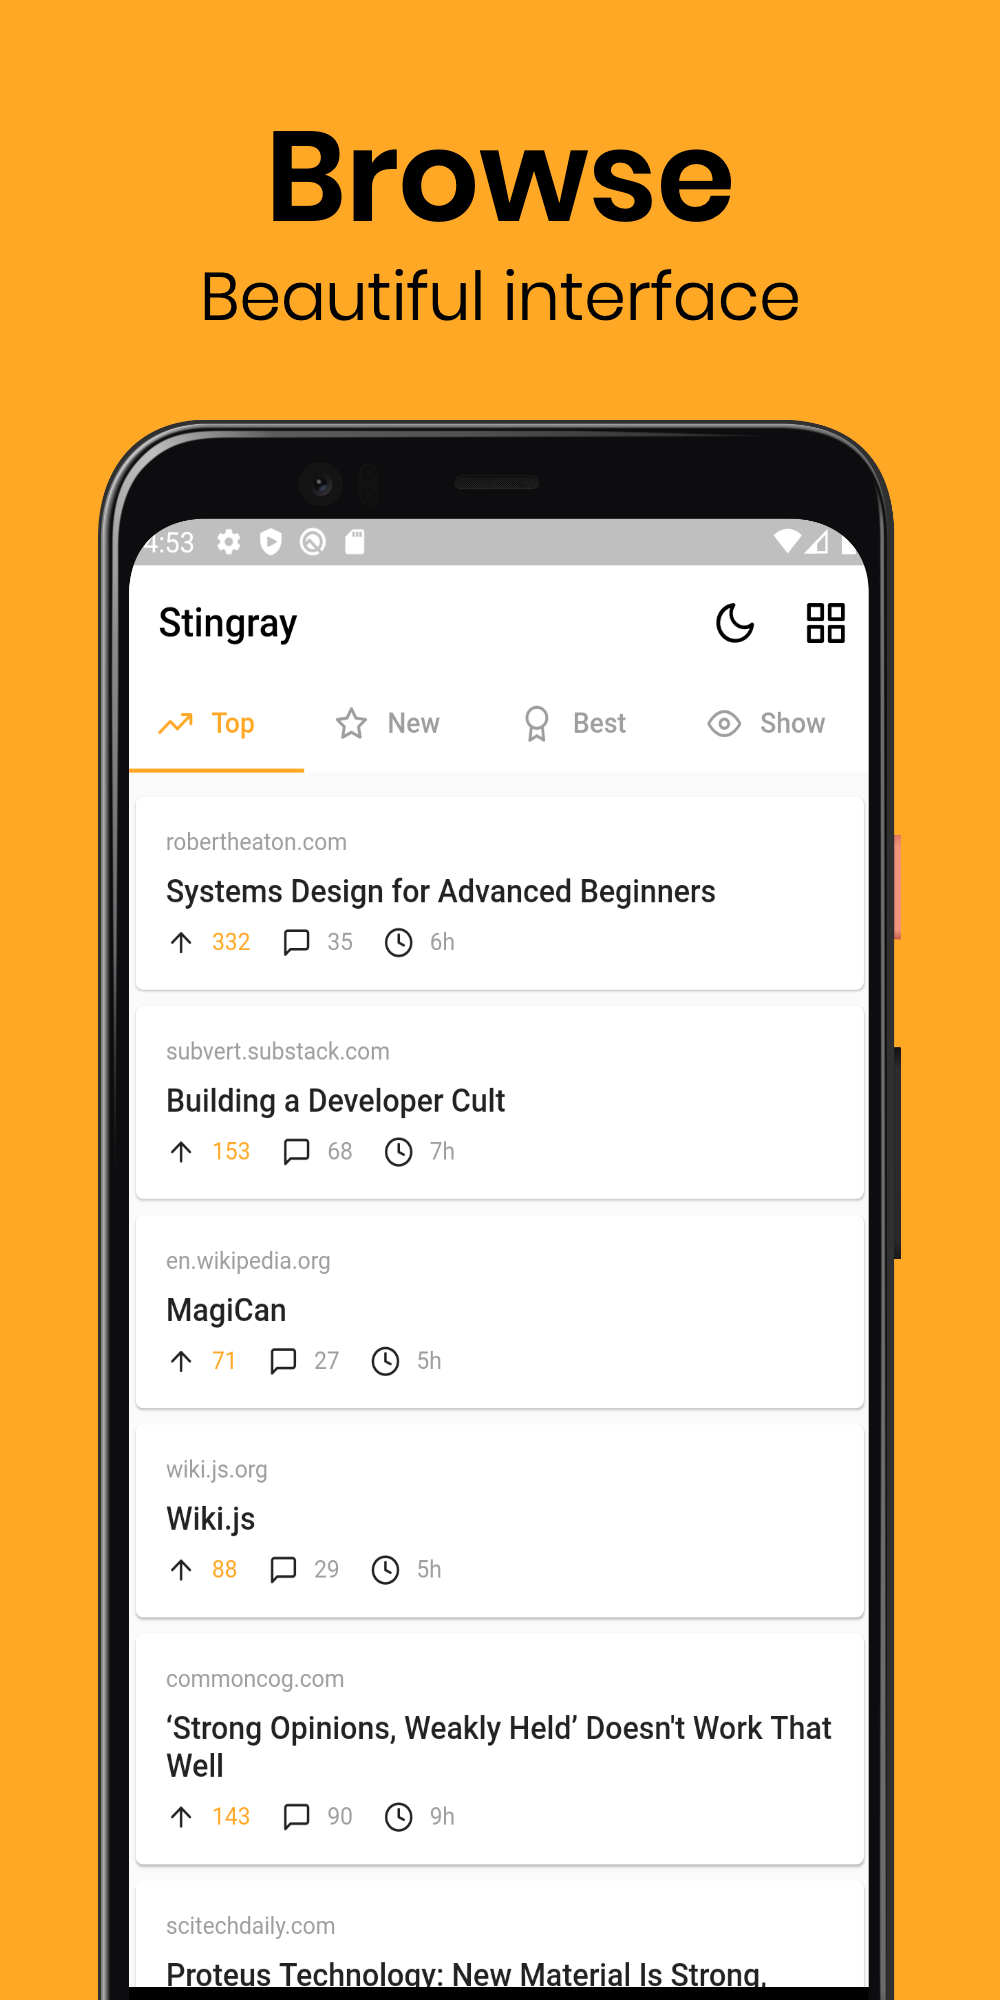 Browse
Beautiful interface
4:53
Stingray
Top New Best Show
robertheaton.com
Systems Design for Advanced Beginners
332 35 6h
subvert.substack.com
Building a Developer Cult
153 68 7h
en.wikipedia.org
MagiCan
71 27 5h
wiki.js.org
Wiki.js
88 29 5h
commoncog.com
‘Strong Opinions, Weakly Held’ Doesn't Work That
Well
143 90 9h
scitechdaily.com
Proteus Technology: New Material Is Strong,